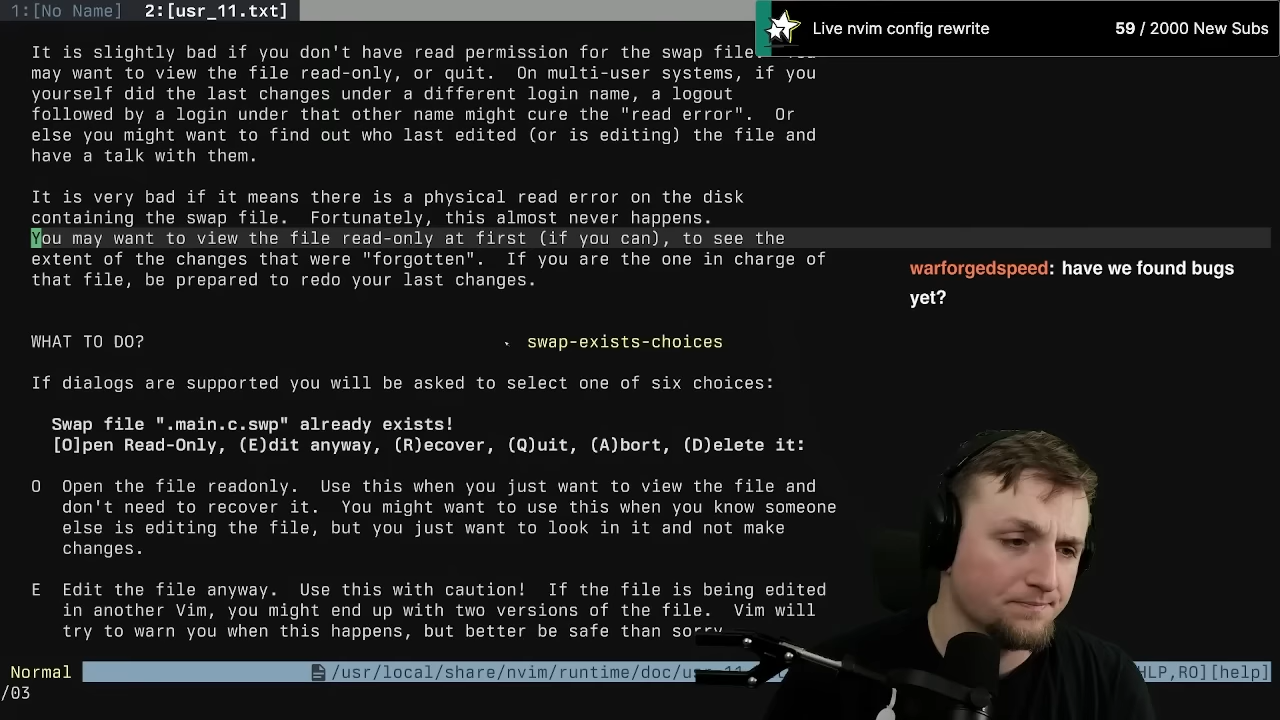 1:[No Name]  2:[usr_11.txt]
Live nvim config rewrite
59 / 2000 New Subs
It is slightly bad if you don't have read permission for the swap file.
may want to view the file read-only, or quit.  On multi-user systems, if you
yourself did the last changes under a different login name, a logout
followed by a login under that other name might cure the "read error".  Or
else you might want to find out who last edited (or is editing) the file and
have a talk with them.
It is very bad if it means there is a physical read error on the disk
containing the swap file.  Fortunately, this almost never happens.
You may want to view the file read-only at first (if you can), to see the
extent of the changes that were "forgotten".  If you are the one in charge of
that file, be prepared to redo your last changes.
warforgedspeed: have we found bugs
yet?
WHAT TO DO?  swap-exists-choices
If dialogs are supported you will be asked to select one of six choices:
Swap file ".main.c.swp" already exists!
[O]pen Read-Only, (E)dit anyway, (R)ecover, (Q)uit, (A)bort, (D)elete it:
O  Open the file readonly.  Use this when you just want to view the file and
don't need to recover it.  You might want to use this when you know someone
else is editing the file, but you just want to look in it and not make
changes.
E  Edit the file anyway.  Use this with caution!  If the file is being edited
in another Vim, you might end up with two versions of the file.  Vim will
try to warn you when this happens, but better be safe than sorry
Normal  /usr/local/share/nvim/runtime/doc/usr_11  HLP,RO][help]
/03